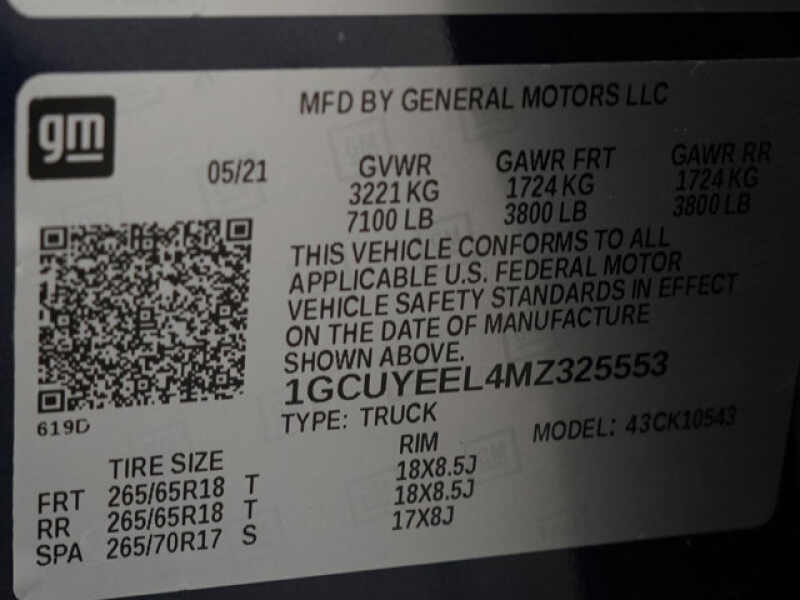 MFD BY GENERAL MOTORS LLC
gm
05/21 GVWR GAWR FRT GAWR RR
3221 KG 1724 KG 1724 KG
7100 LB 3800 LB 3800 LB
THIS VEHICLE CONFORMS TO ALL
APPLICABLE U.S. FEDERAL MOTOR
VEHICLE SAFETY STANDARDS IN EFFECT
ON THE DATE OF MANUFACTURE
SHOWN ABOVE.
1GCUYEEL4MZ325553
619D
TYPE: TRUCK
MODEL: 43CK10543
TIRE SIZE RIM
FRT 265/65R18 T 18X8.5J
RR 265/65R18 T 18X8.5J
SPA 265/70R17 S 17X8J